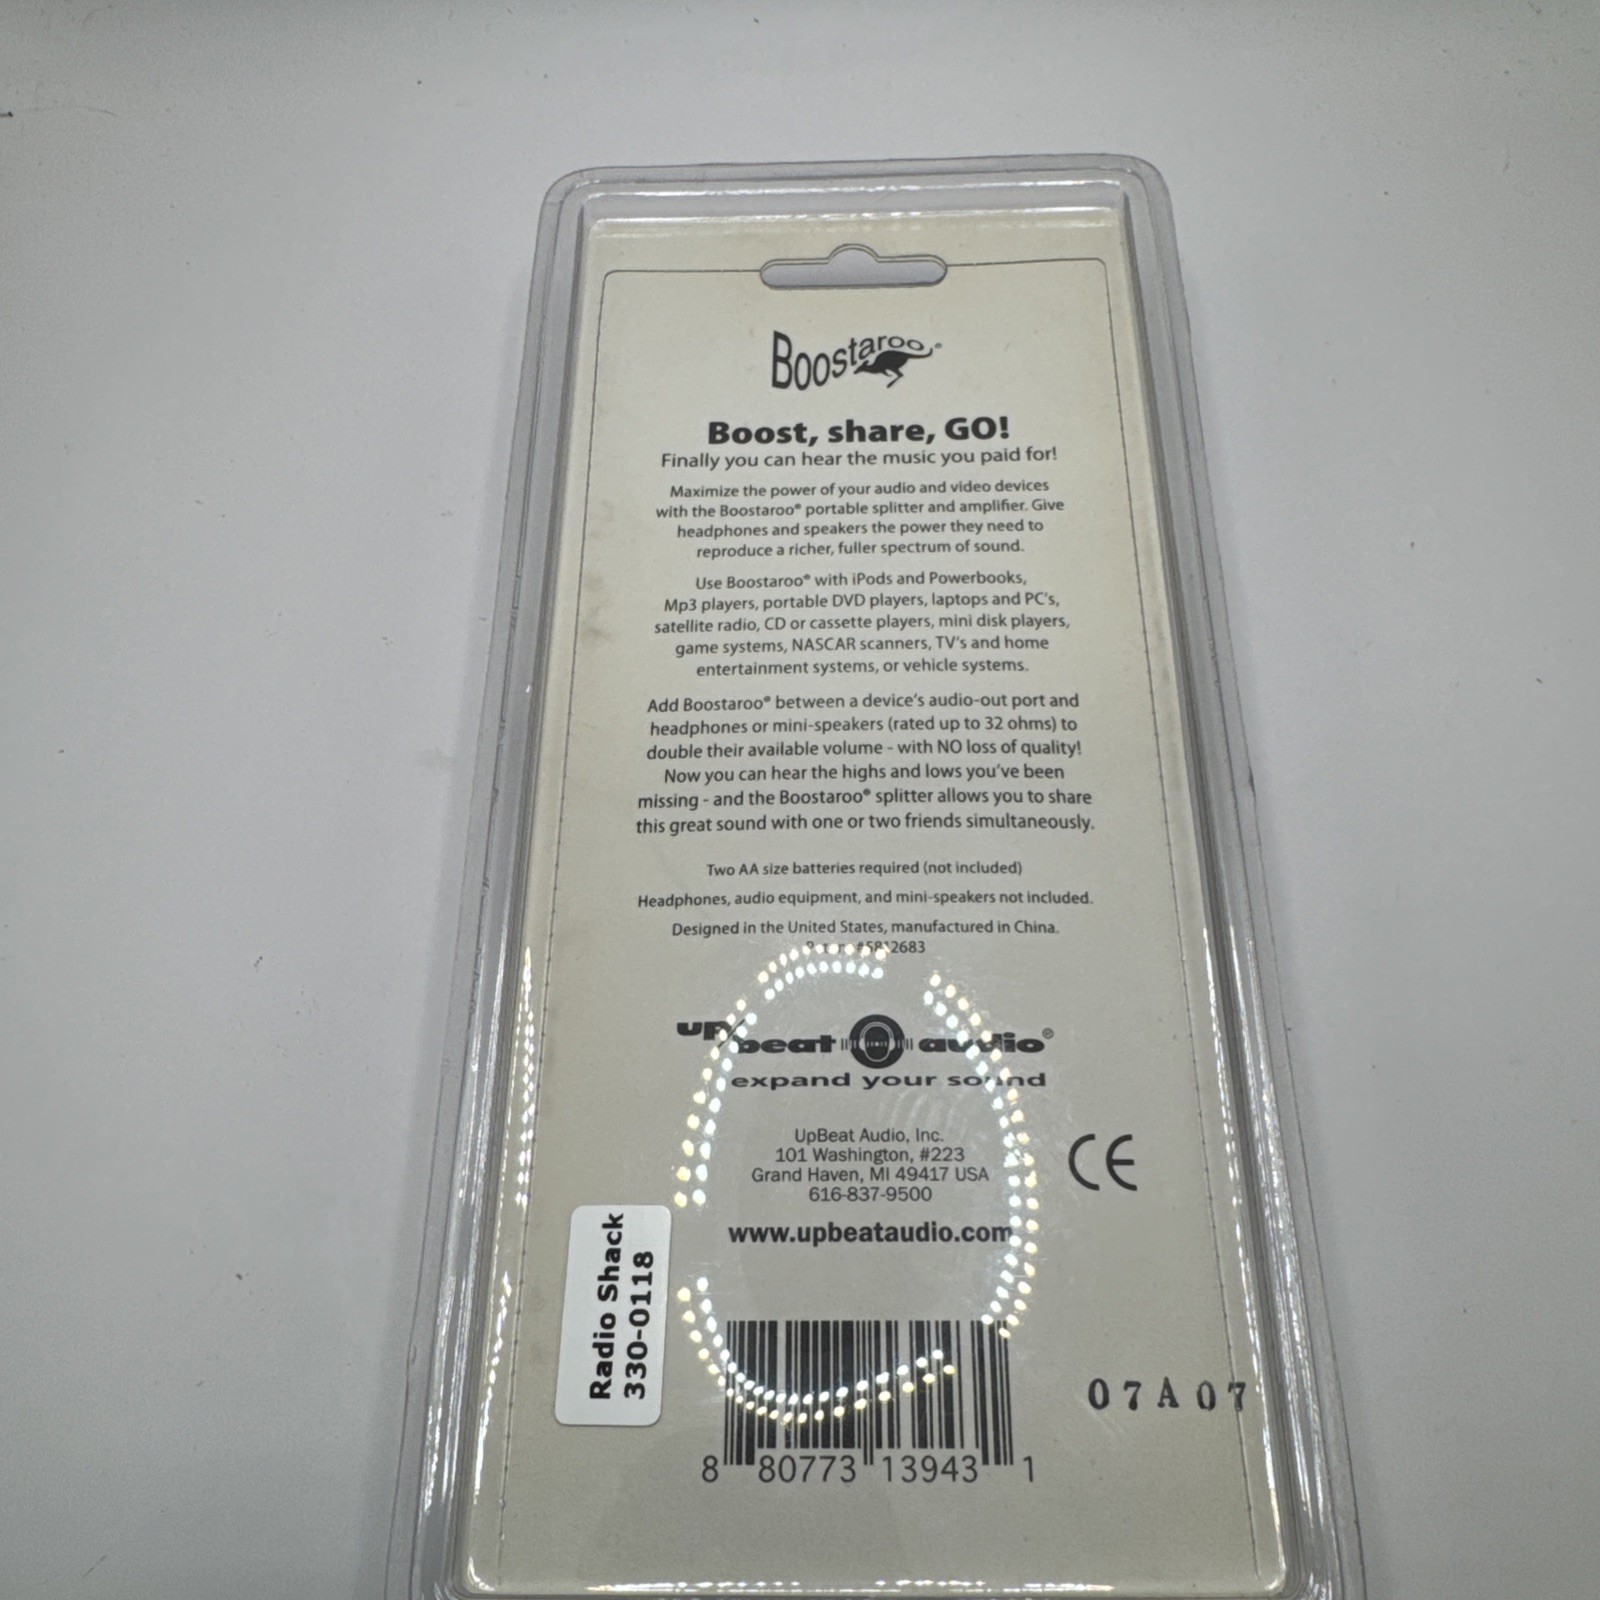 Boostaroo®
Boost, share, GO!
Finally you can hear the music you paid for!
Maximize the power of your audio and video devices
with the Boostaroo® portable splitter and amplifier. Give
headphones and speakers the power they need to
reproduce a richer, fuller spectrum of sound.
Use Boostaroo® with iPods and Powerbooks,
Mp3 players, portable DVD players, laptops and PC's,
satellite radio, CD or cassette players, mini disk players,
game systems, NASCAR scanners, TV's and home
entertainment systems, or vehicle systems.
Add Boostaroo® between a device's audio-out port and
headphones or mini-speakers (rated up to 32 ohms) to
double their available volume - with NO loss of quality!
Now you can hear the highs and lows you've been
missing - and the Boostaroo® splitter allows you to share
this great sound with one or two friends simultaneously.
Two AA size batteries required (not included)
Headphones, audio equipment, and mini-speakers not included.
Designed in the United States, manufactured in China.
Patent #5812683
up/beat audio®
expand your sound
UpBeat Audio, Inc.
101 Washington, #223
Grand Haven, MI 49417 USA
616-837-9500
CE
www.upbeataudio.com
Radio Shack
330-0118
07A07
8 80773 13943 1